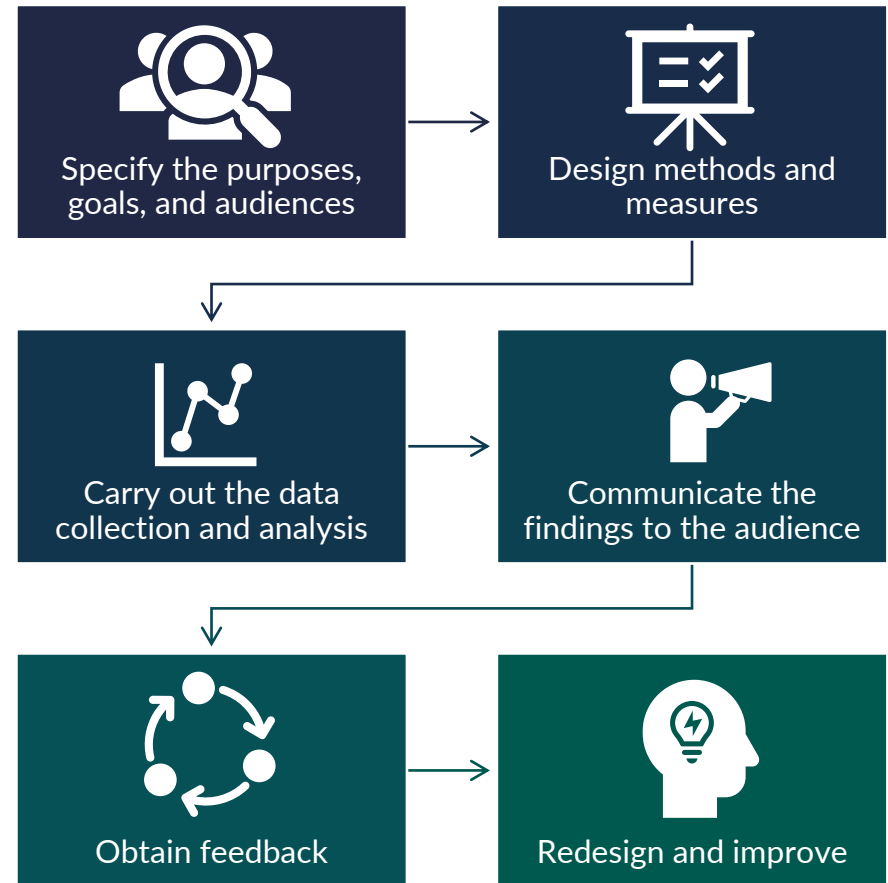 Specify the purposes,
goals, and audiences
Design methods and
measures
Carry out the data
collection and analysis
Communicate the
findings to the audience
Obtain feedback
Redesign and improve